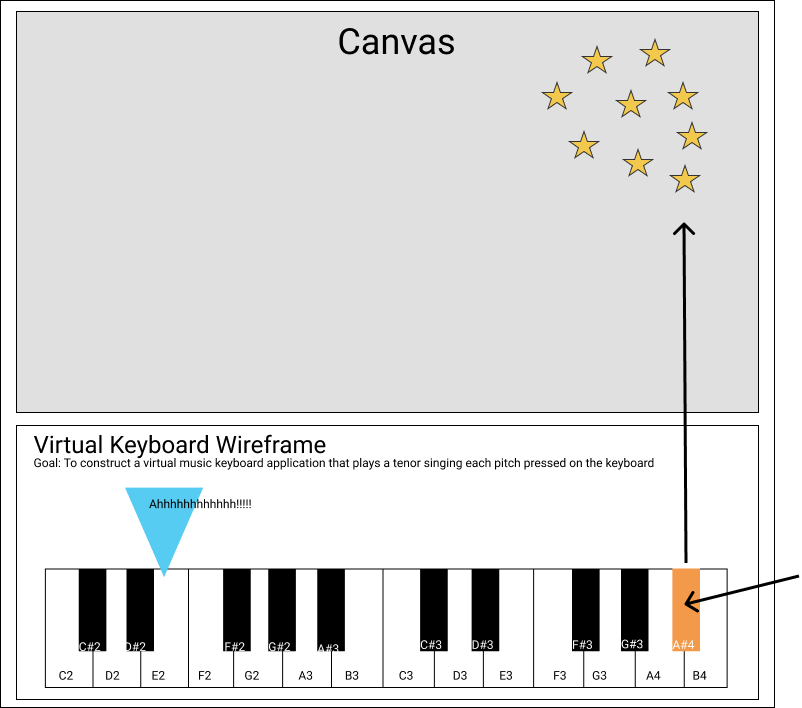 Canvas
Virtual Keyboard Wireframe
Goal: To construct a virtual music keyboard application that plays a tenor singing each pitch pressed on the keyboard
Ahhhhhhhhhhhh!!!!!
C#2 D#2 F#2 G#2 A#3 C#3 D#3 F#3 G#3 A#4
C2 D2 E2 F2 G2 A3 B3 C3 D3 E3 F3 G3 A4 B4